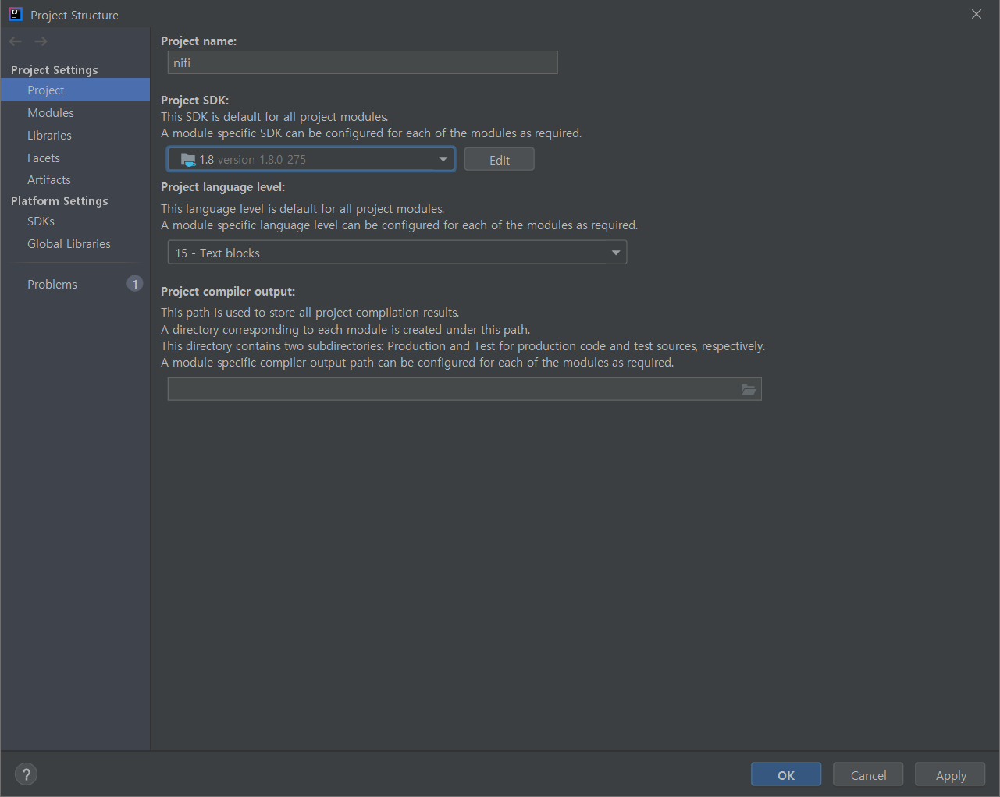 Project Structure
Project Settings
Project
Modules
Libraries
Facets
Artifacts
Platform Settings
SDKs
Global Libraries
Problems
1
Project name:
nifi
Project SDK:
This SDK is default for all project modules.
A module specific SDK can be configured for each of the modules as required.
1.8 version 1.8.0_275
Edit
Project language level:
This language level is default for all project modules.
A module specific language level can be configured for each of the modules as required.
15 - Text blocks
Project compiler output:
This path is used to store all project compilation results.
A directory corresponding to each module is created under this path.
This directory contains two subdirectories: Production and Test for production code and test sources, respectively.
A module specific compiler output path can be configured for each of the modules as required.
?
OK
Cancel
Apply